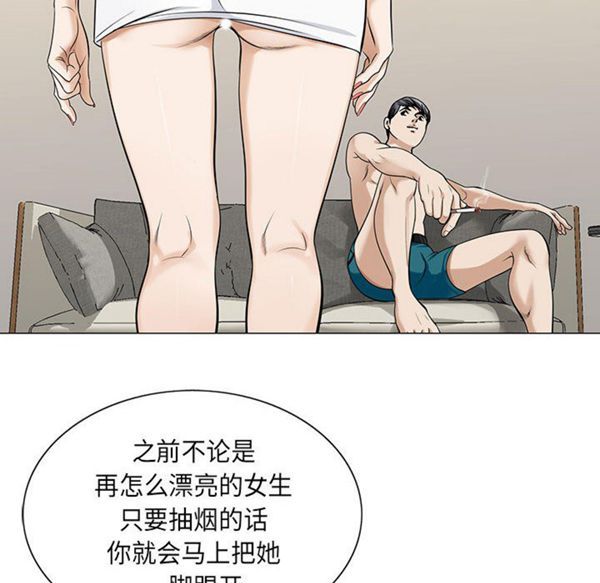 之前不论是
再怎么漂亮的女生
只要抽烟的话
你就会马上把她